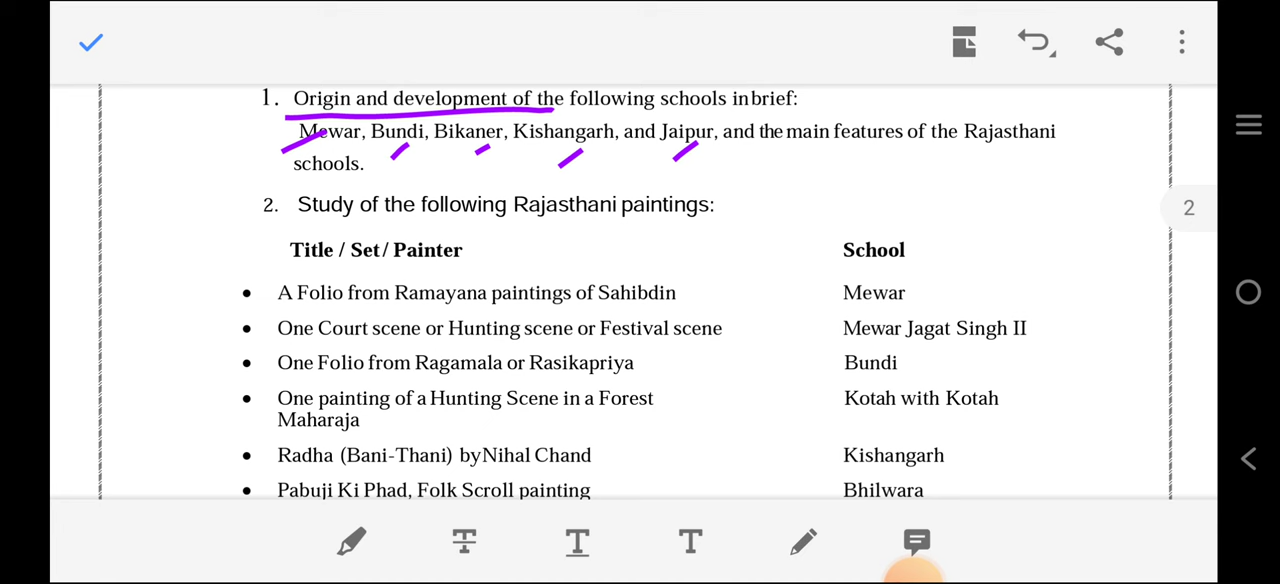 1. Origin and development of the following schools in brief:
Mewar, Bundi, Bikaner, Kishangarh, and Jaipur, and the main features of the Rajasthani
schools.
2
2. Study of the following Rajasthani paintings:
Title / Set / Painter School
• A Folio from Ramayana paintings of Sahibdin Mewar
• One Court scene or Hunting scene or Festival scene Mewar Jagat Singh II
• One Folio from Ragamala or Rasikapriya Bundi
• One painting of a Hunting Scene in a Forest Kotah with Kotah
Maharaja
• Radha (Bani-Thani) by Nihal Chand Kishangarh
• Pabuji Ki Phad, Folk Scroll painting Bhilwara
T T T